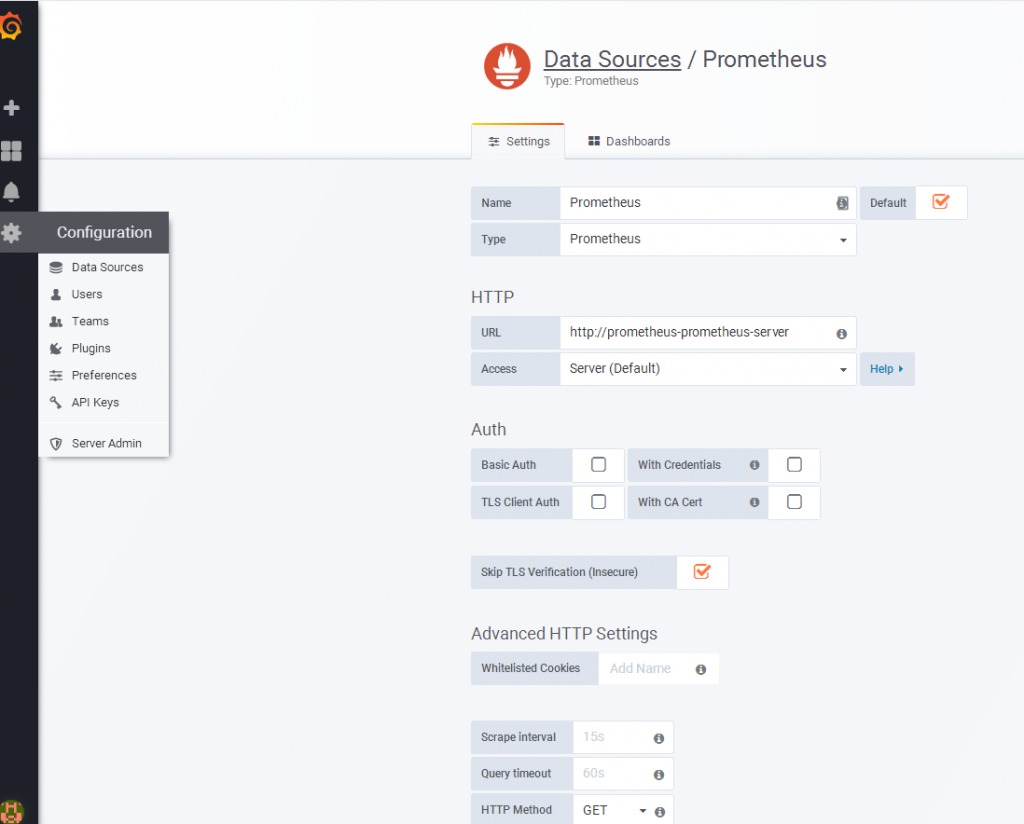 Data Sources / Prometheus
Type: Prometheus
Settings
Dashboards
Configuration
Data Sources
Users
Teams
Plugins
Preferences
API Keys
Server Admin
Name Prometheus Default
Type Prometheus
HTTP
URL http://prometheus-prometheus-server
Access Server (Default) Help
Auth
Basic Auth With Credentials
TLS Client Auth With CA Cert
Skip TLS Verification (Insecure)
Advanced HTTP Settings
Whitelisted Cookies Add Name
Scrape interval 15s
Query timeout 60s
HTTP Method GET